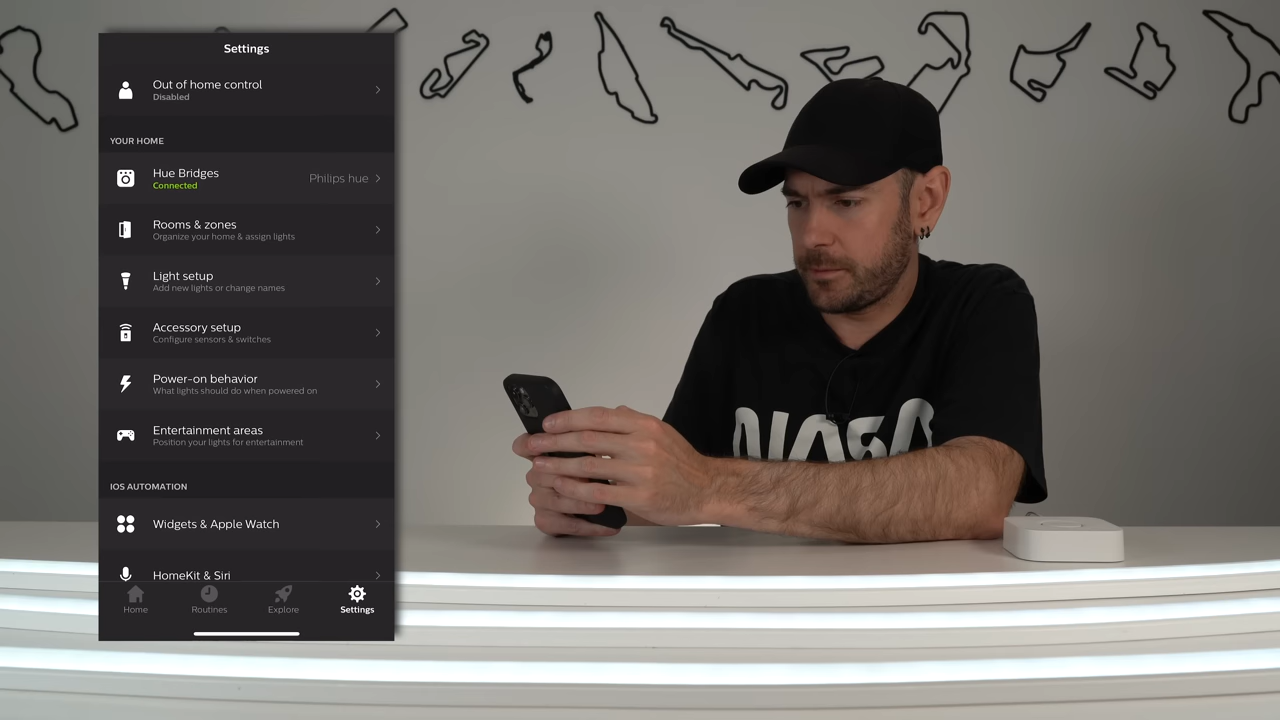 Settings
Out of home control
Disabled
YOUR HOME
Hue Bridges
Connected
Philips hue
Rooms & zones
Organize your home & assign lights
Light setup
Add new lights or change names
Accessory setup
Configure sensors & switches
Power-on behavior
What lights should do when powered on
Entertainment areas
Position your lights for entertainment
IOS AUTOMATION
Widgets & Apple Watch
HomeKit & Siri
Home
Routines
Explore
Settings
NASA